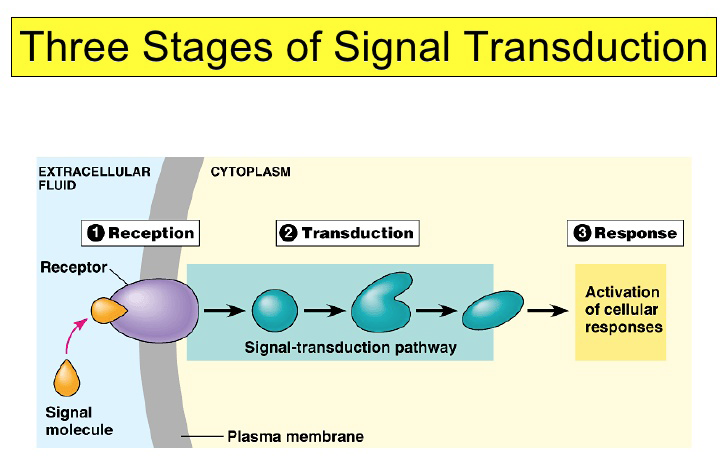 Three Stages of Signal Transduction
EXTRACELLULAR
FLUID
CYTOPLASM
1 Reception
2 Transduction
3 Response
Receptor
Activation
of cellular
responses
Signal-transduction pathway
Signal
molecule
Plasma membrane